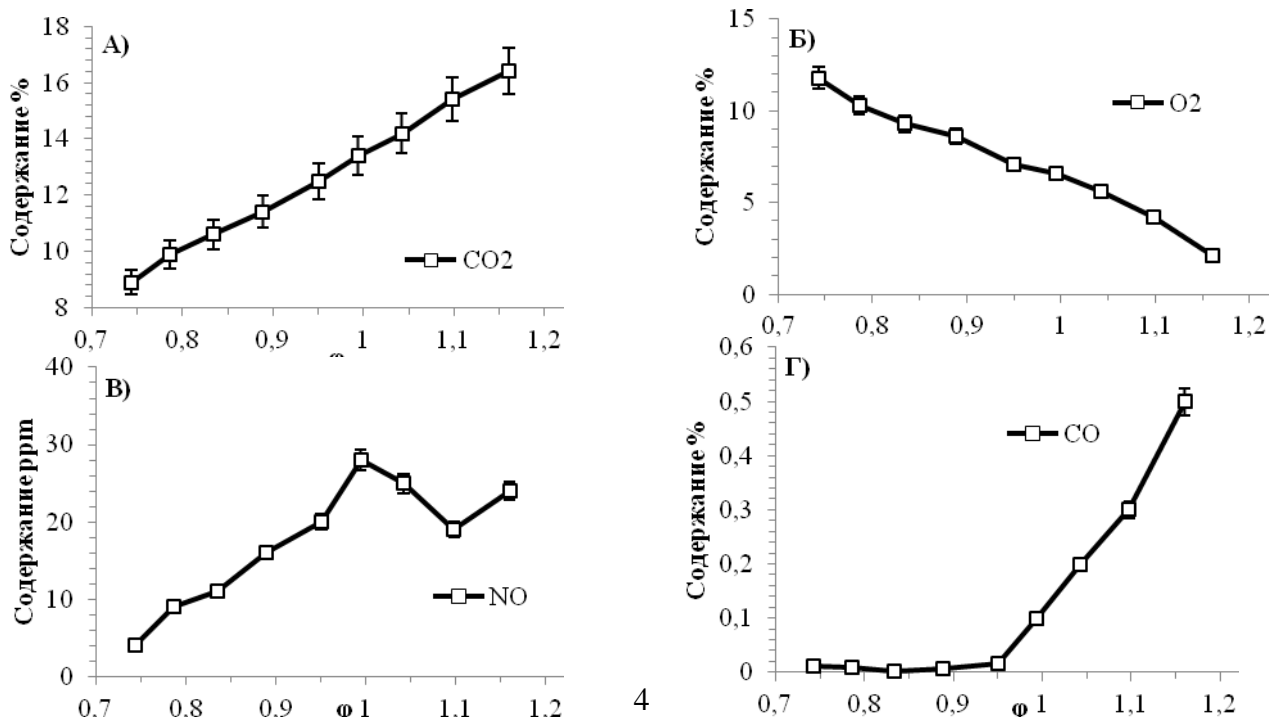 А)
Содержание%
18
16
14
12
10
8
CO2
0,7 0,8 0,9 1 1,1 1,2
φ
Б)
Содержание%
15
10
5
0
O2
0,7 0,8 0,9 1 1,1 1,2
В)
Содержаниеppm
40
30
20
10
0
NO
0,7 0,8 0,9 φ 1 1,1 1,2
4
Г)
Содержание%
0,6
0,5
0,4
0,3
0,2
0,1
0
CO
0,7 0,8 0,9 φ 1 1,1 1,2